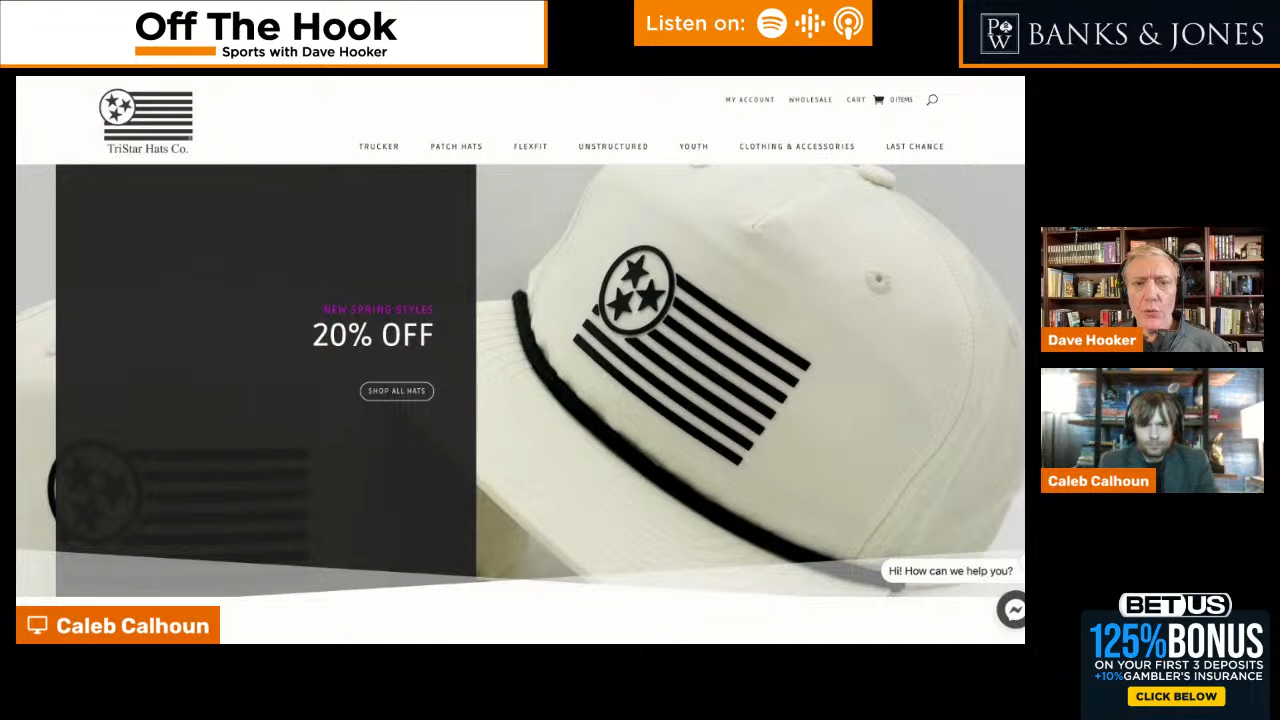 Off The Hook
Sports with Dave Hooker
Listen on:
PW
BANKS & JONES
TriStar Hats Co.
MY ACCOUNT WHOLESALE CART 0 ITEMS
TRUCKER PATCH HATS FLEXFIT UNSTRUCTURED YOUTH CLOTHING & ACCESSORIES LAST CHANCE
NEW SPRING STYLES
20% OFF
SHOP ALL HATS
Hi! How can we help you?
Caleb Calhoun
Dave Hooker
Caleb Calhoun
BETUS
125% BONUS
ON YOUR FIRST 3 DEPOSITS
+10% GAMBLER'S INSURANCE
CLICK BELOW